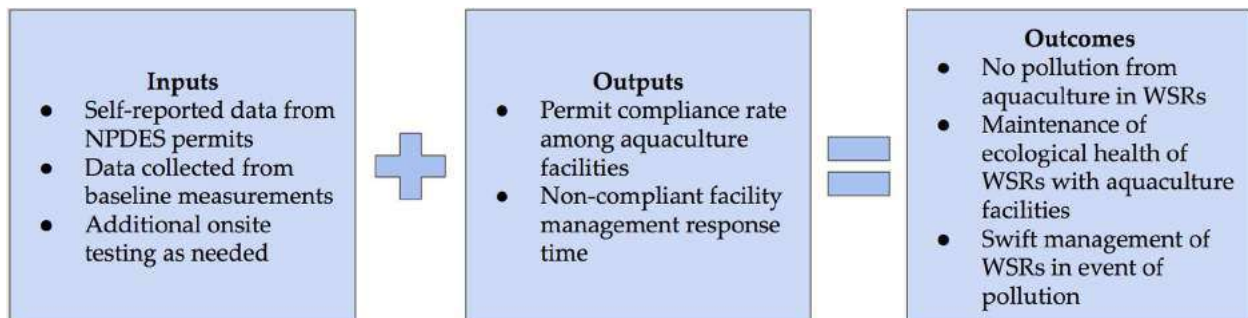 Inputs
● Self-reported data from
NPDES permits
● Data collected from
baseline measurements
● Additional onsite
testing as needed
Outputs
● Permit compliance rate
among aquaculture
facilities
● Non-compliant facility
management response
time
Outcomes
● No pollution from
aquaculture in WSRs
● Maintenance of
ecological health of
WSRs with aquaculture
facilities
● Swift management of
WSRs in event of
pollution